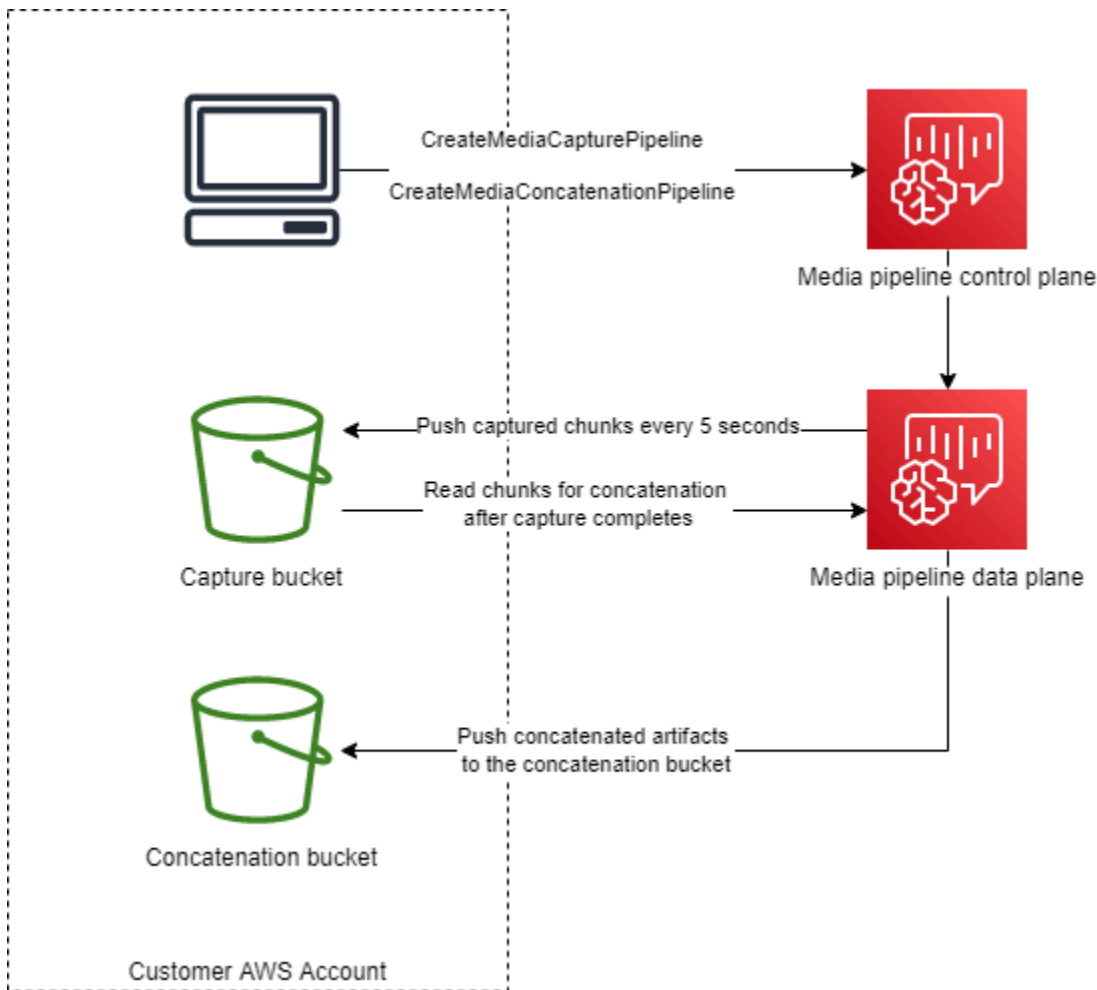 CreateMediaCapturePipeline
CreateMediaConcatenationPipeline
Media pipeline control plane
Push captured chunks every 5 seconds
Read chunks for concatenation
after capture completes
Capture bucket
Media pipeline data plane
Push concatenated artifacts
to the concatenation bucket
Concatenation bucket
Customer AWS Account